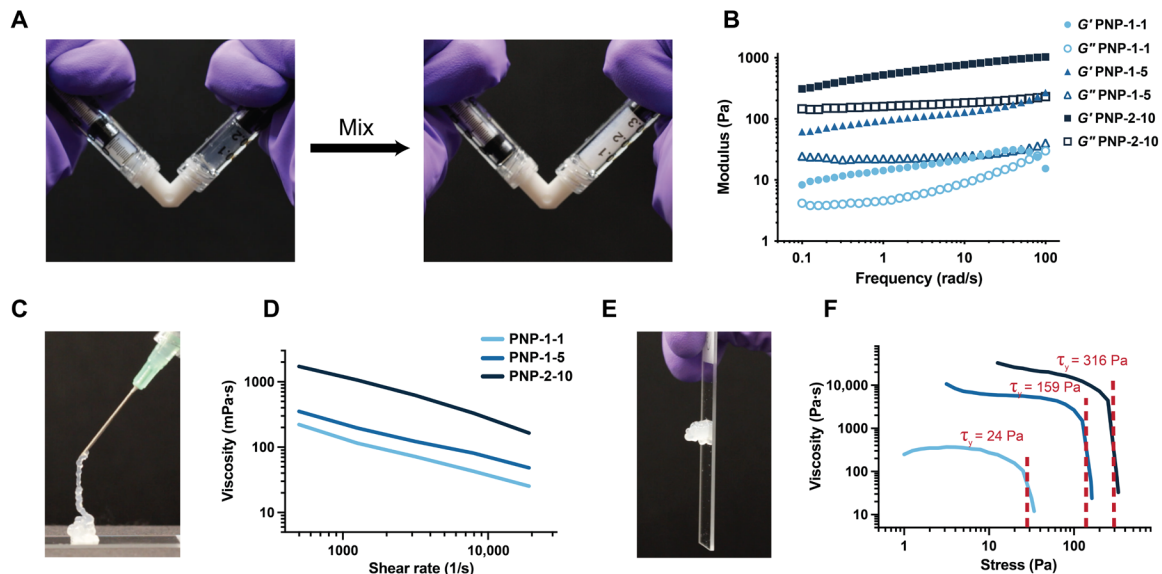 A
Mix
B
Modulus (Pa)
1000
100
10
1
0.1
1
10
100
Frequency (rad/s)
G′ PNP-1-1
G″ PNP-1-1
G′ PNP-1-5
G″ PNP-1-5
G′ PNP-2-10
G″ PNP-2-10
C
D
Viscosity (mPa·s)
1000
100
10
1000
10,000
Shear rate (1/s)
PNP-1-1
PNP-1-5
PNP-2-10
E
F
Viscosity (Pa·s)
10,000
1000
100
10
1
10
100
Stress (Pa)
τy = 316 Pa
τy = 159 Pa
τy = 24 Pa